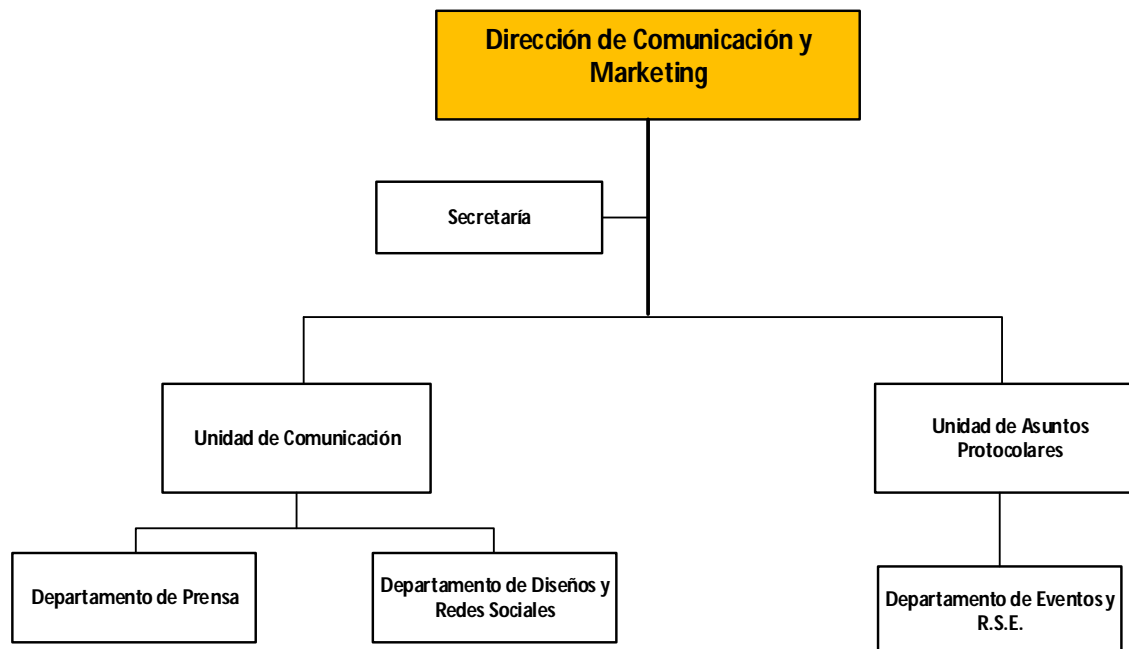 Dirección de Comunicación y
Marketing
Secretaría
Unidad de Comunicación
Unidad de Asuntos
Protocolares
Departamento de Prensa
Departamento de Diseños y
Redes Sociales
Departamento de Eventos y
R.S.E.